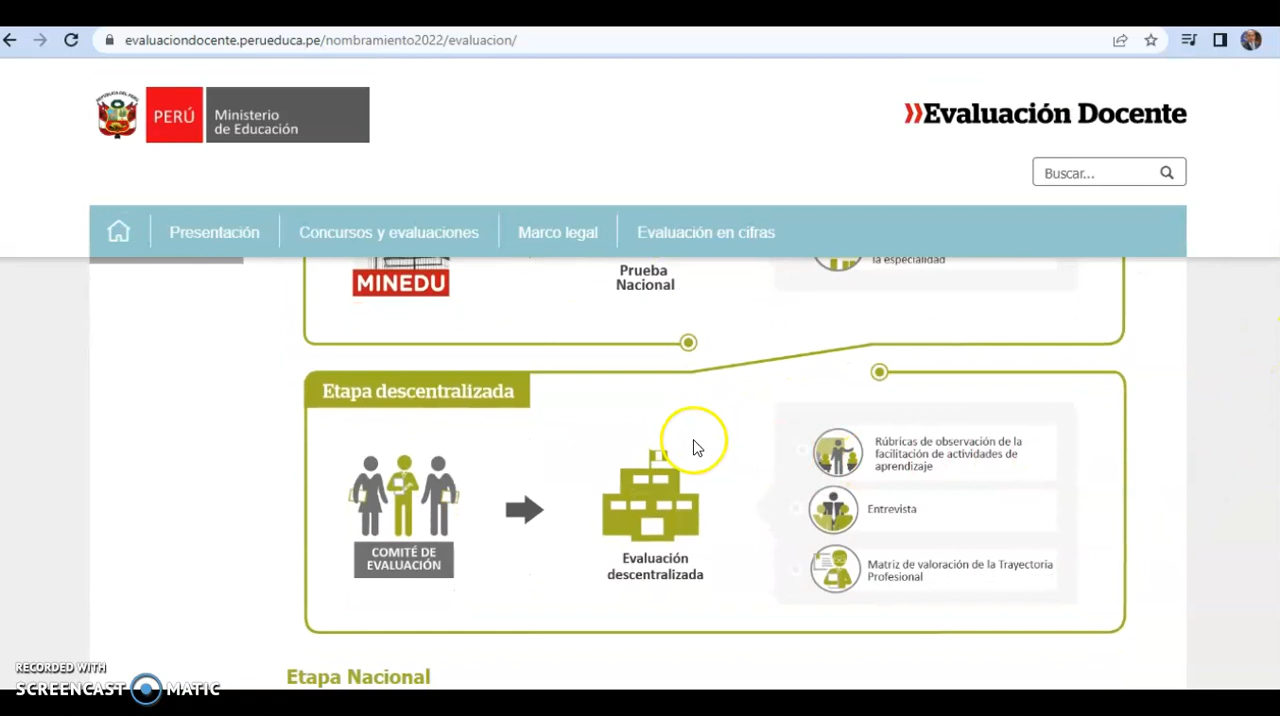 evaluaciondocente.perueduca.pe/nombramiento2022/evaluacion/
PERÚ
Ministerio
de Educación
Evaluación Docente
Buscar...
Presentación
Concursos y evaluaciones
Marco legal
Evaluación en cifras
MINEDU
Prueba
Nacional
la especialidad
Etapa descentralizada
COMITÉ DE
EVALUACIÓN
Evaluación
descentralizada
Rúbricas de observación de la
facilitación de actividades de
aprendizaje
Entrevista
Matriz de valoración de la Trayectoria
Profesional
Etapa Nacional
RECORDED WITH
SCREENCAST MATIC